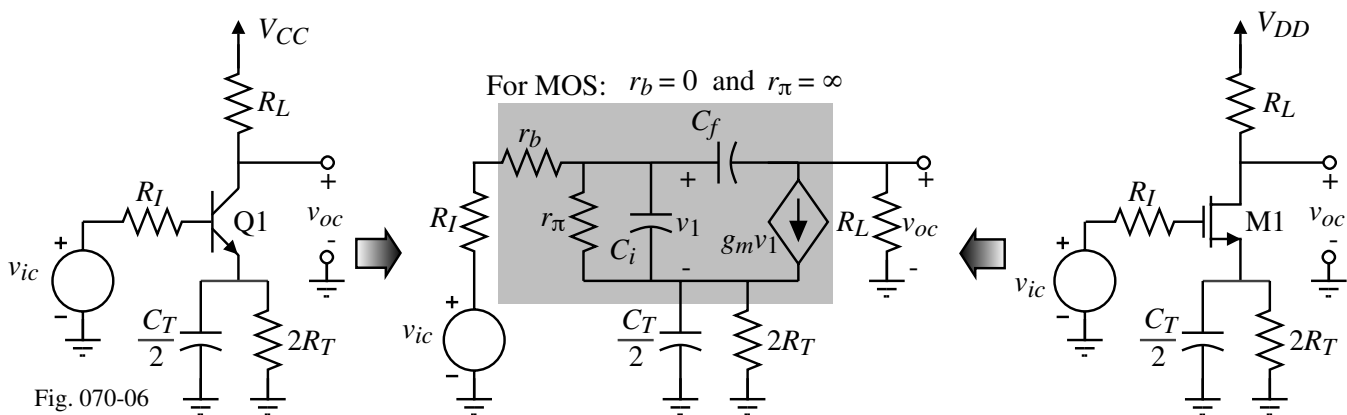 V_CC
R_L
R_I
Q1
+
v_oc
-
+
v_ic
−
C_T
2
2R_T
Fig. 070-06
For MOS: r_b = 0 and r_π = ∞
r_b
C_f
R_I
r_π
C_i
+
v_1
-
g_m v_1
R_L
+
v_oc
-
+
v_ic
−
C_T
2
2R_T
V_DD
R_L
R_I
M1
+
v_oc
-
+
v_ic
−
C_T
2
2R_T